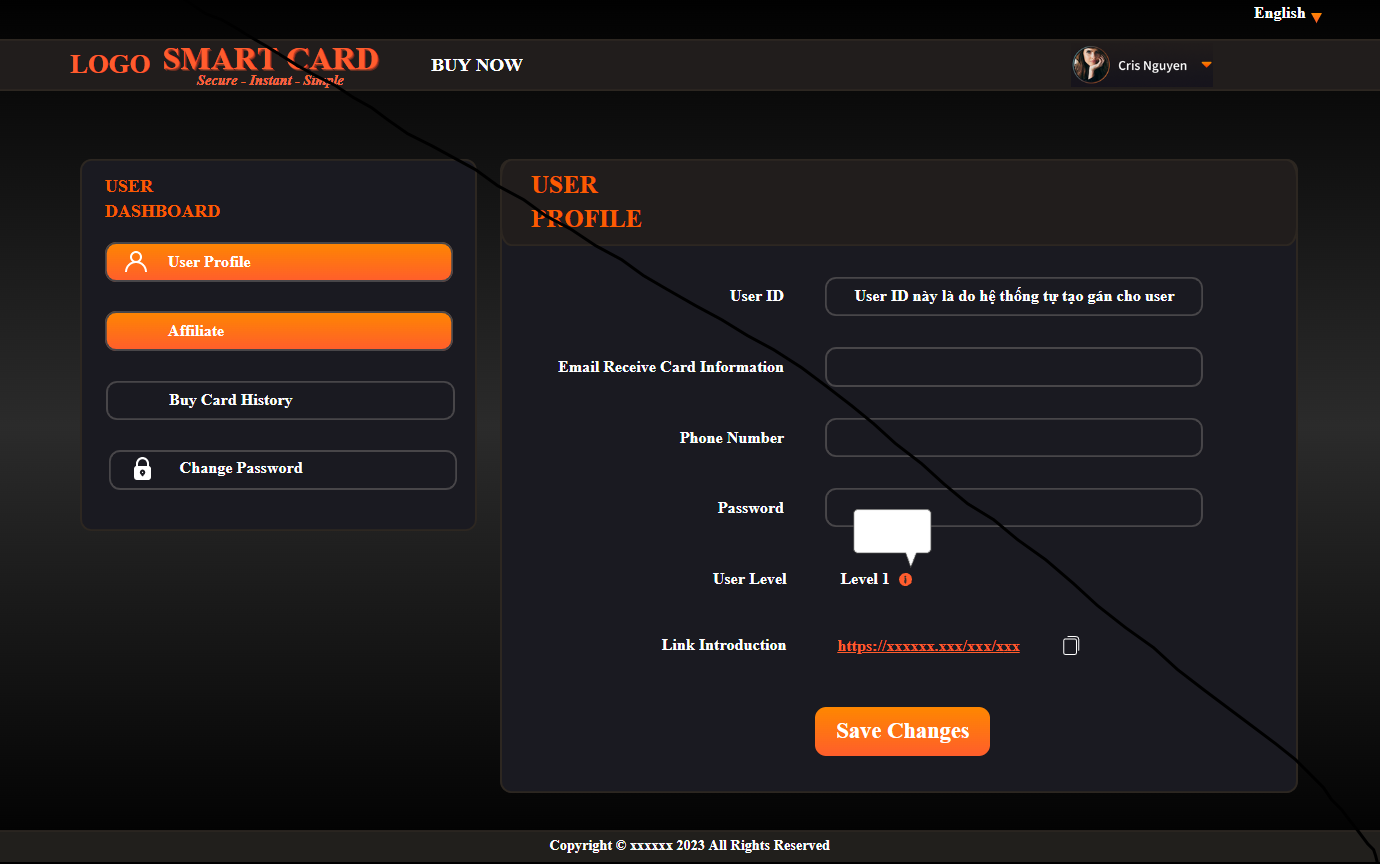 English
LOGO
SMART CARD
Secure - Instant - Simple
BUY NOW
Cris Nguyen
USER
DASHBOARD
User Profile
Affiliate
Buy Card History
Change Password
USER
PROFILE
User ID
User ID này là do hệ thống tự tạo gán cho user
Email Receive Card Information
Phone Number
Password
User Level
Level 1
Link Introduction
https://xxxxxx.xxx/xxx/xxx
Save Changes
Copyright © xxxxxx 2023 All Rights Reserved